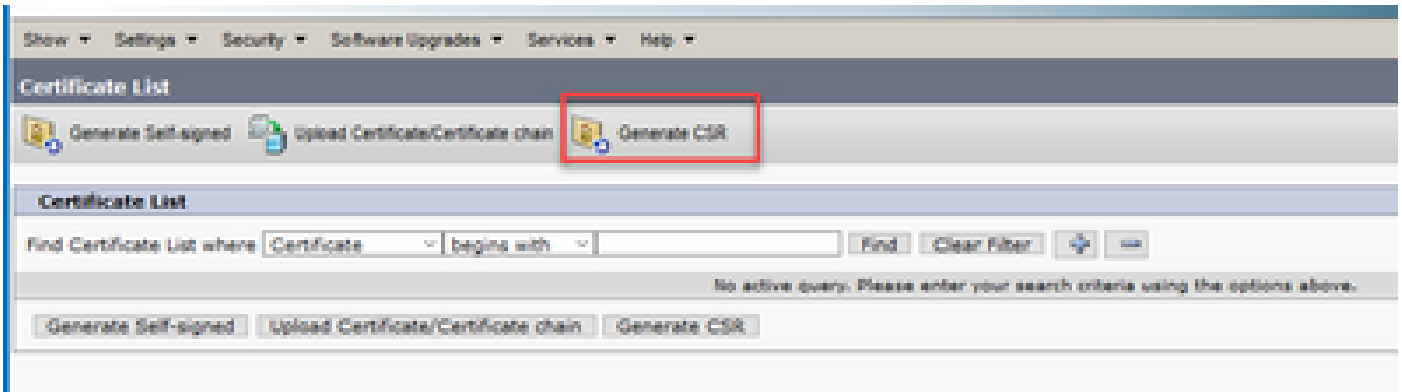 Show Settings Security Software Upgrades Services Help
Certificate List
Generate Self-signed Upload Certificate/Certificate chain Generate CSR
Certificate List
Find Certificate List where Certificate begins with Find Clear Filter
No active query. Please enter your search criteria using the options above.
Generate Self-signed Upload Certificate/Certificate chain Generate CSR